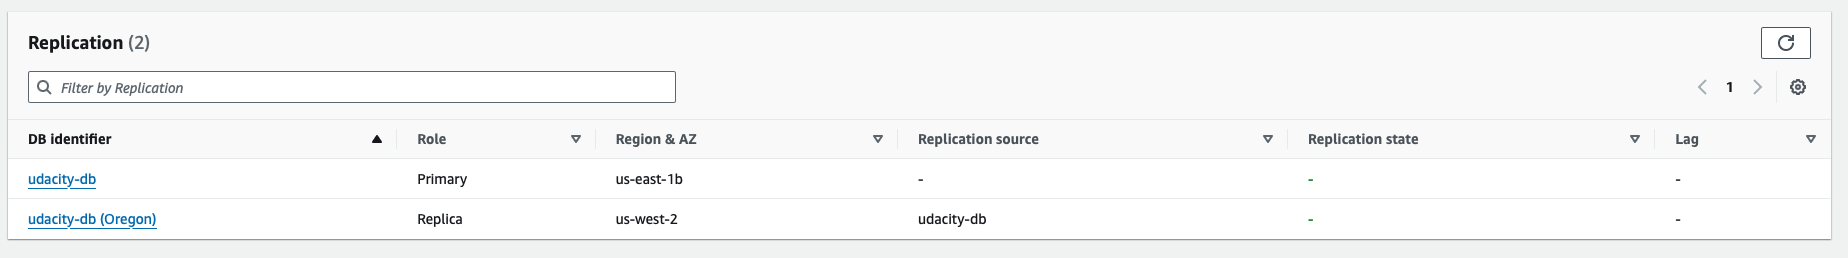 Replication (2)
Filter by Replication
1
DB identifier Role Region & AZ Replication source Replication state Lag
udacity-db Primary us-east-1b - - -
udacity-db (Oregon) Replica us-west-2 udacity-db - -